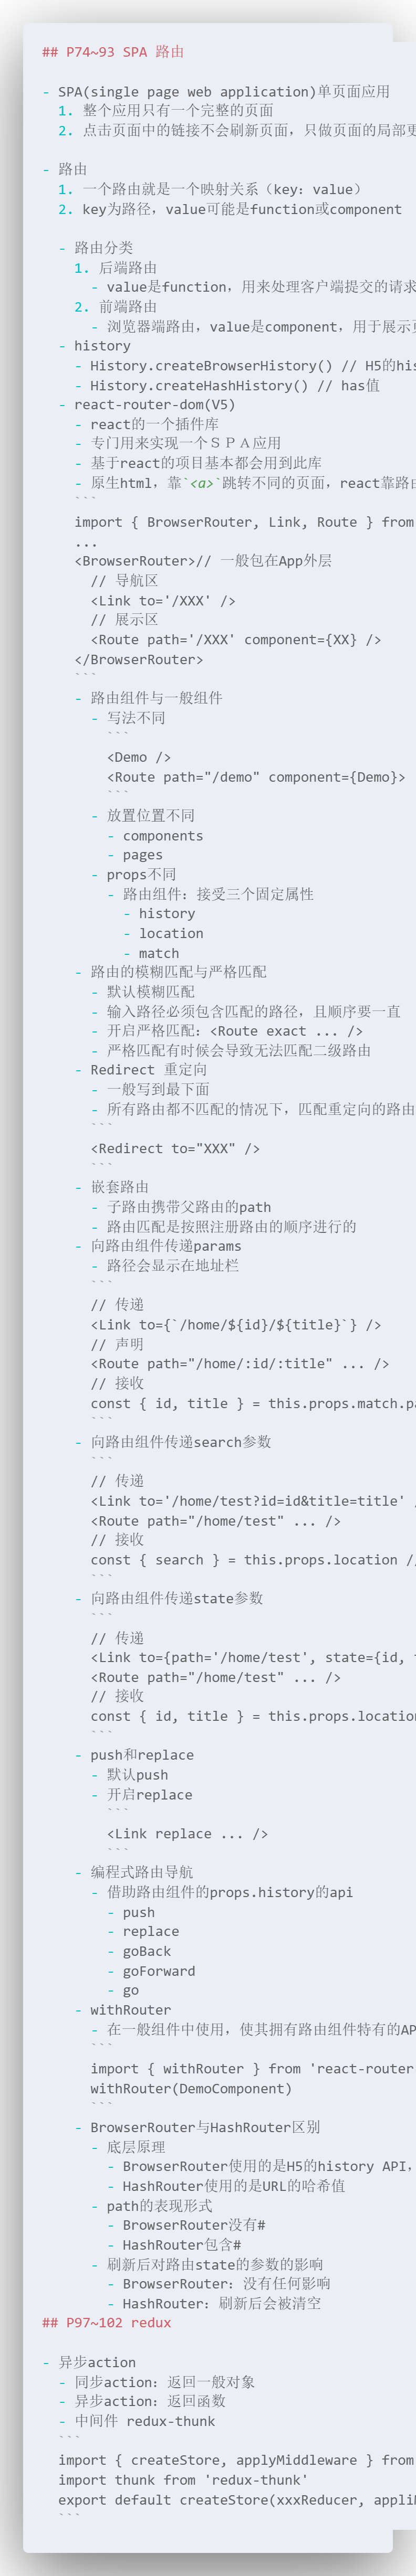 ## P74~93 SPA 路由
- SPA(single page web application)单页面应用
1. 整个应用只有一个完整的页面
2. 点击页面中的链接不会刷新页面，只做页面的局部更
- 路由
1. 一个路由就是一个映射关系（key：value）
2. key为路径，value可能是function或component
- 路由分类
1. 后端路由
- value是function，用来处理客户端提交的请求
2. 前端路由
- 浏览器端路由，value是component，用于展示页
- history
- History.createBrowserHistory() // H5的his
- History.createHashHistory() // has值
- react-router-dom(V5)
- react的一个插件库
- 专门用来实现一个ＳＰＡ应用
- 基于react的项目基本都会用到此库
- 原生html，靠`<a>`跳转不同的页面，react靠路由
```
import { BrowserRouter, Link, Route } from
...
<BrowserRouter>// 一般包在App外层
// 导航区
<Link to='/XXX' />
// 展示区
<Route path='/XXX' component={XX} />
</BrowserRouter>
```
- 路由组件与一般组件
- 写法不同
```
<Demo />
<Route path="/demo" component={Demo}>
```
- 放置位置不同
- components
- pages
- props不同
- 路由组件：接受三个固定属性
- history
- location
- match
- 路由的模糊匹配与严格匹配
- 默认模糊匹配
- 输入路径必须包含匹配的路径，且顺序要一直
- 开启严格匹配：<Route exact ... />
- 严格匹配有时候会导致无法匹配二级路由
- Redirect 重定向
- 一般写到最下面
- 所有路由都不匹配的情况下，匹配重定向的路由
```
<Redirect to="XXX" />
```
- 嵌套路由
- 子路由携带父路由的path
- 路由匹配是按照注册路由的顺序进行的
- 向路由组件传递params
- 路径会显示在地址栏
```
// 传递
<Link to={`/home/${id}/${title}`} />
// 声明
<Route path="/home/:id/:title" ... />
// 接收
const { id, title } = this.props.match.pa
```
- 向路由组件传递search参数
```
// 传递
<Link to='/home/test?id=id&title=title' /
<Route path="/home/test" ... />
// 接收
const { search } = this.props.location //
```
- 向路由组件传递state参数
```
// 传递
<Link to={path='/home/test', state={id, t
<Route path="/home/test" ... />
// 接收
const { id, title } = this.props.location
```
- push和replace
- 默认push
- 开启replace
```
<Link replace ... />
```
- 编程式路由导航
- 借助路由组件的props.history的api
- push
- replace
- goBack
- goForward
- go
- withRouter
- 在一般组件中使用，使其拥有路由组件特有的AP
```
import { withRouter } from 'react-router
withRouter(DemoComponent)
```
- BrowserRouter与HashRouter区别
- 底层原理
- BrowserRouter使用的是H5的history API，
- HashRouter使用的是URL的哈希值
- path的表现形式
- BrowserRouter没有#
- HashRouter包含#
- 刷新后对路由state的参数的影响
- BrowserRouter：没有任何影响
- HashRouter：刷新后会被清空
## P97~102 redux
- 异步action
- 同步action：返回一般对象
- 异步action：返回函数
- 中间件 redux-thunk
```
import { createStore, applyMiddleware } from
import thunk from 'redux-thunk'
export default createStore(xxxReducer, appliM
```